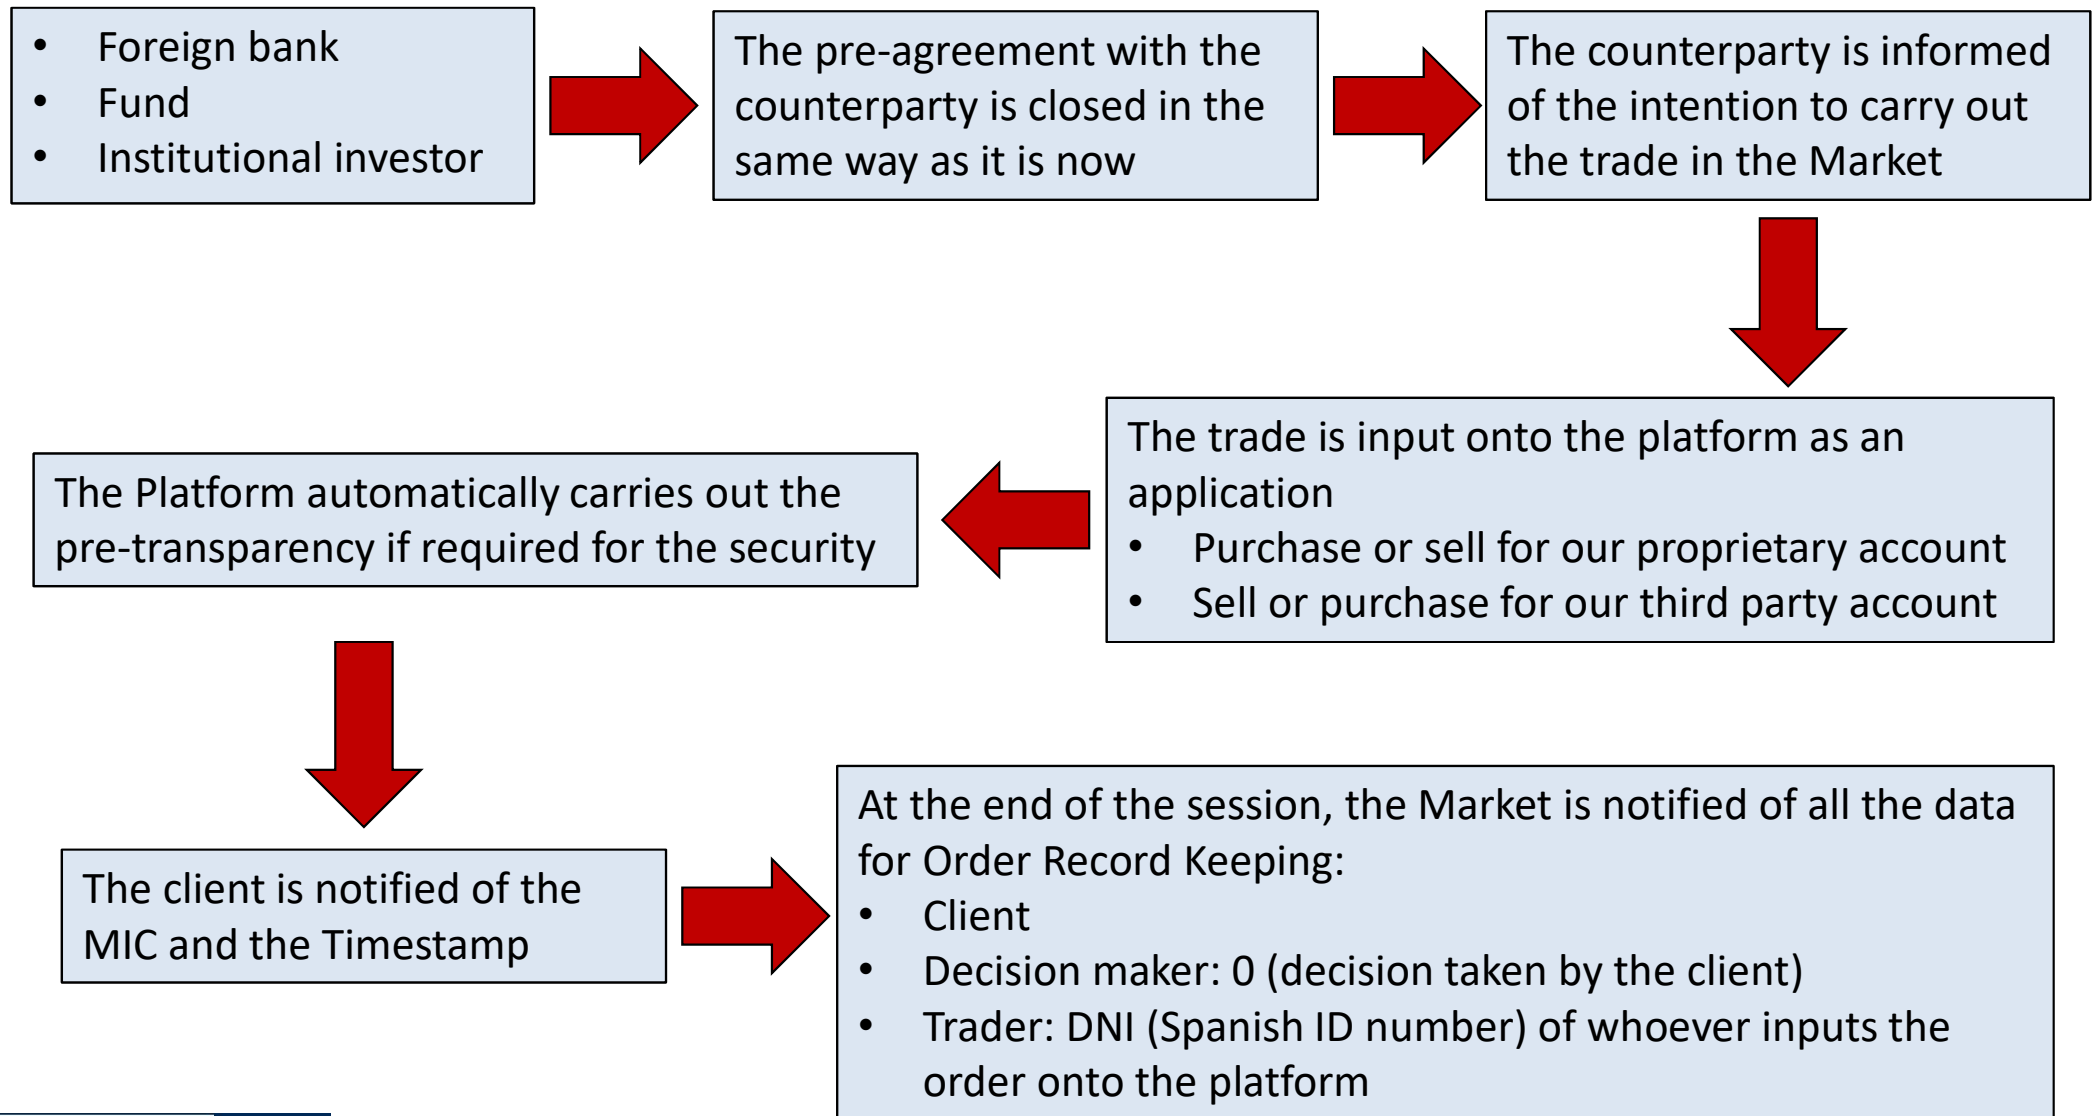 • Foreign bank
• Fund
• Institutional investor
The pre-agreement with the
counterparty is closed in the
same way as it is now
The counterparty is informed
of the intention to carry out
the trade in the Market
The trade is input onto the platform as an
application
• Purchase or sell for our proprietary account
• Sell or purchase for our third party account
The Platform automatically carries out the
pre-transparency if required for the security
The client is notified of the
MIC and the Timestamp
At the end of the session, the Market is notified of all the data
for Order Record Keeping:
• Client
• Decision maker: 0 (decision taken by the client)
• Trader: DNI (Spanish ID number) of whoever inputs the
order onto the platform